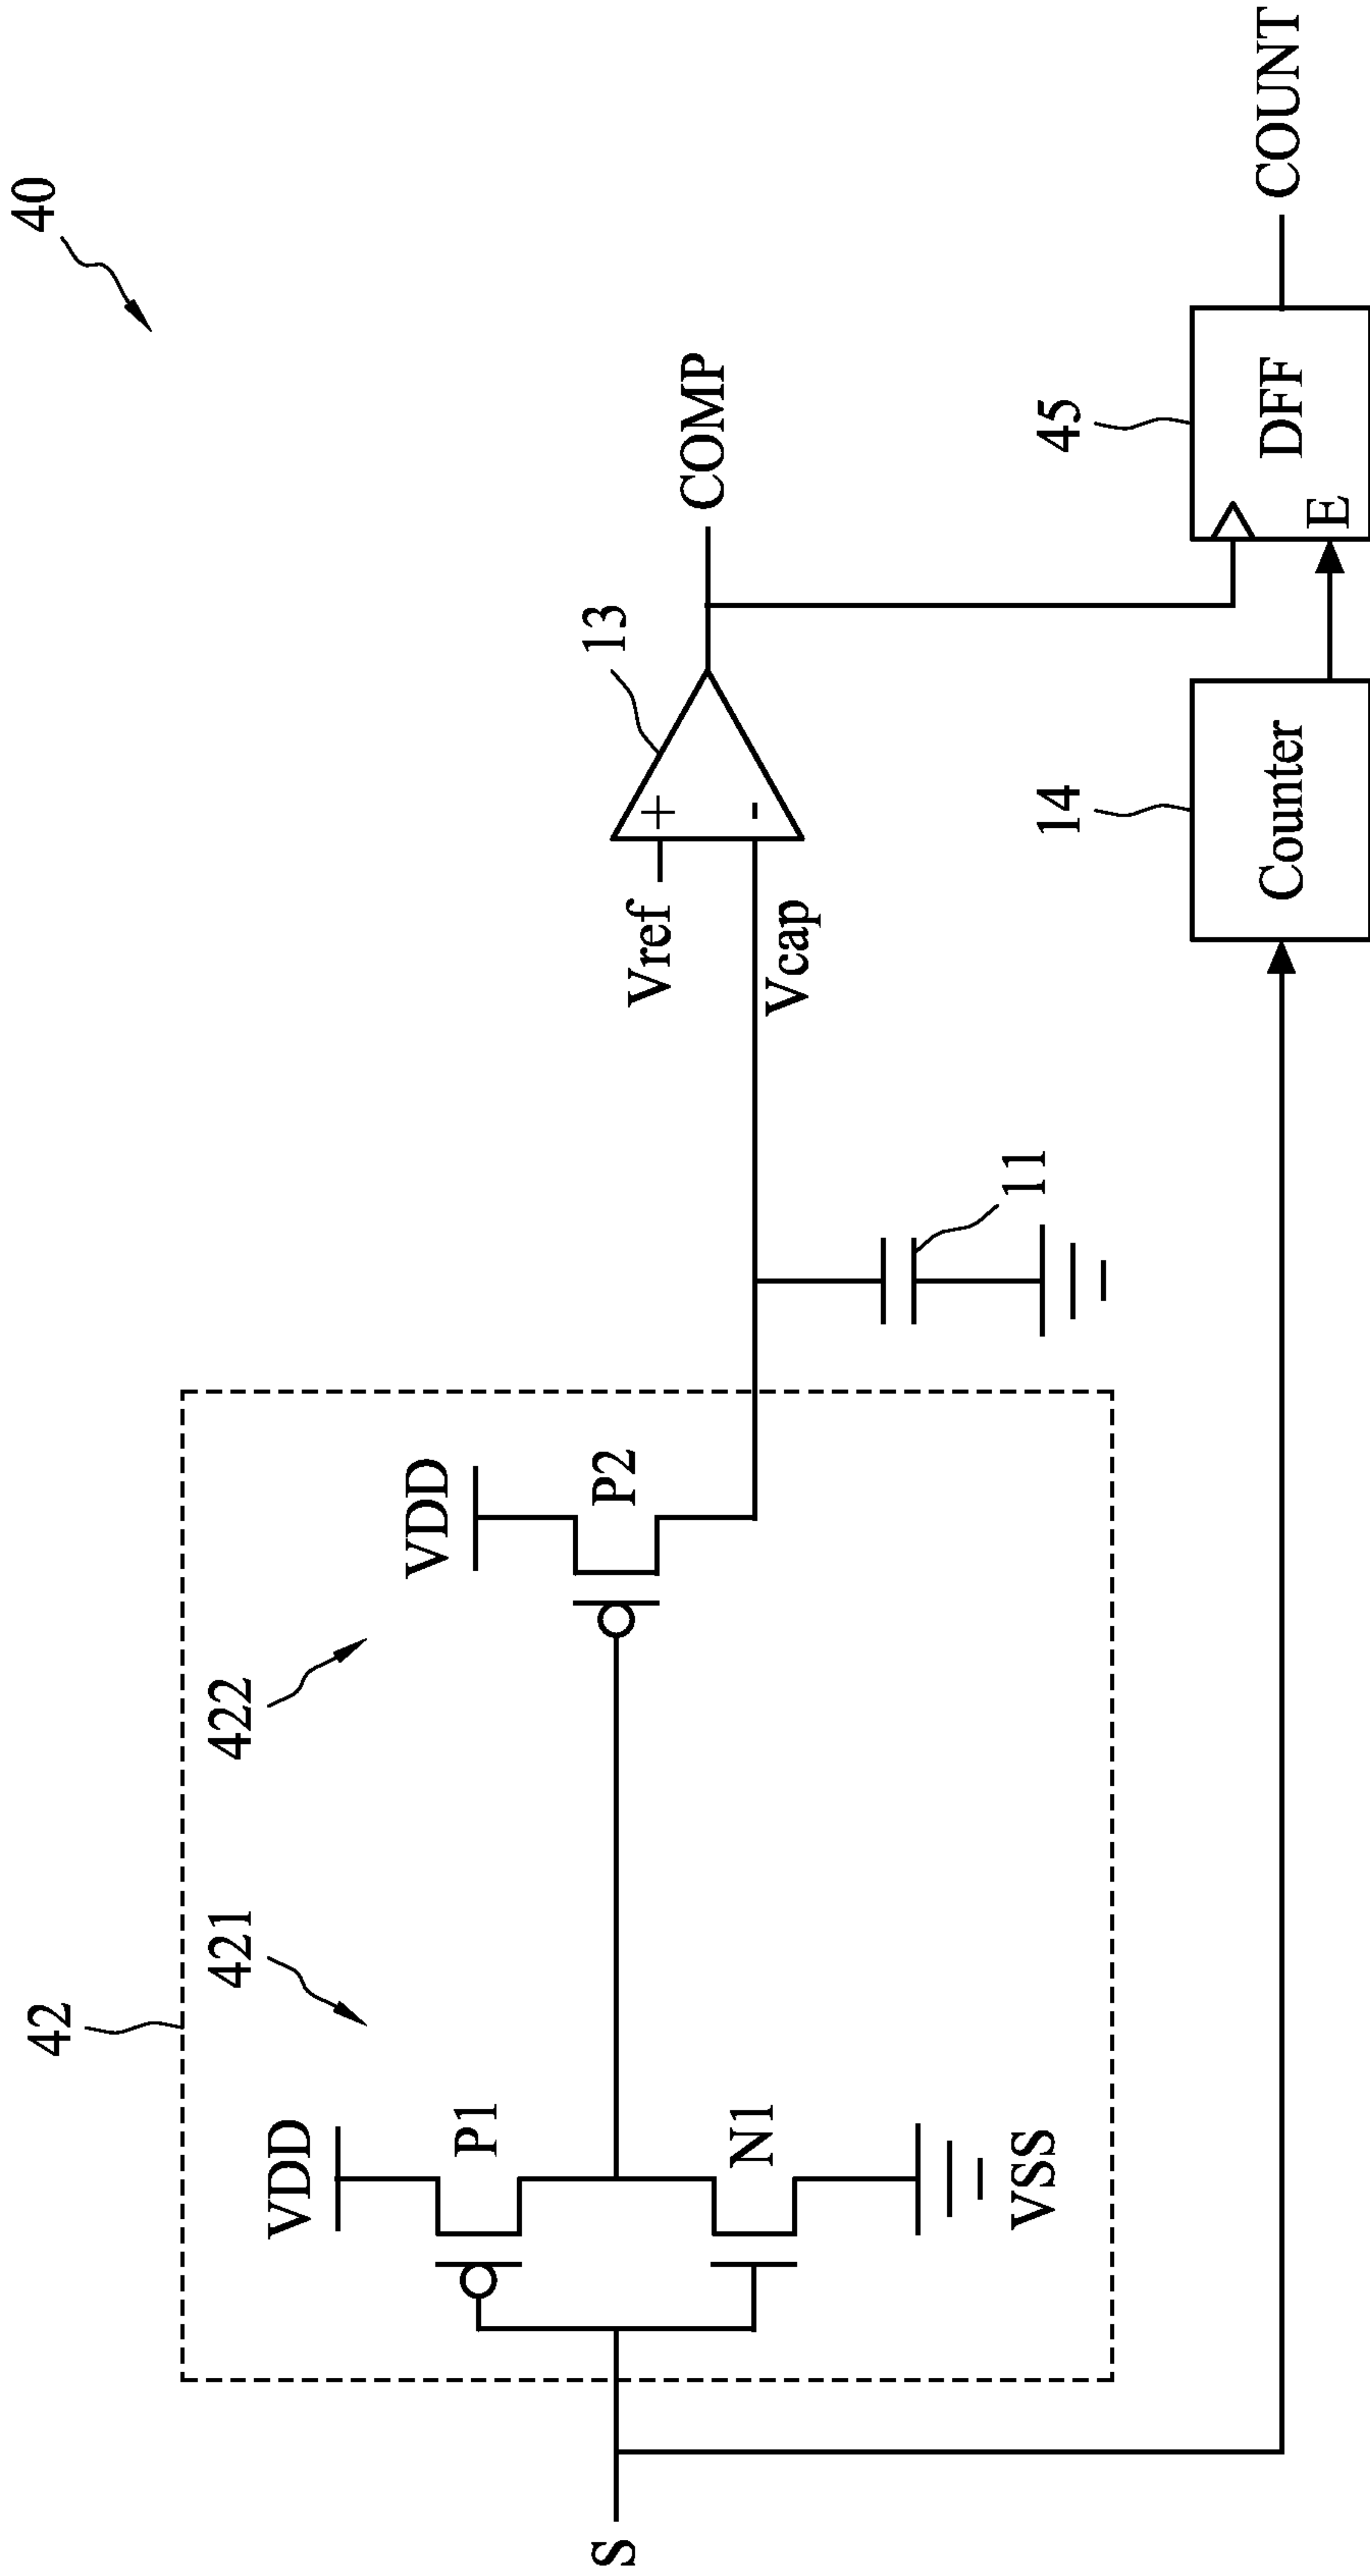 40
42
421
422
VDD
P1
N1
VSS
S
VDD
P2
11
Vref
Vcap
+
-
13
COMP
14
Counter
45
DFF
E
COUNT